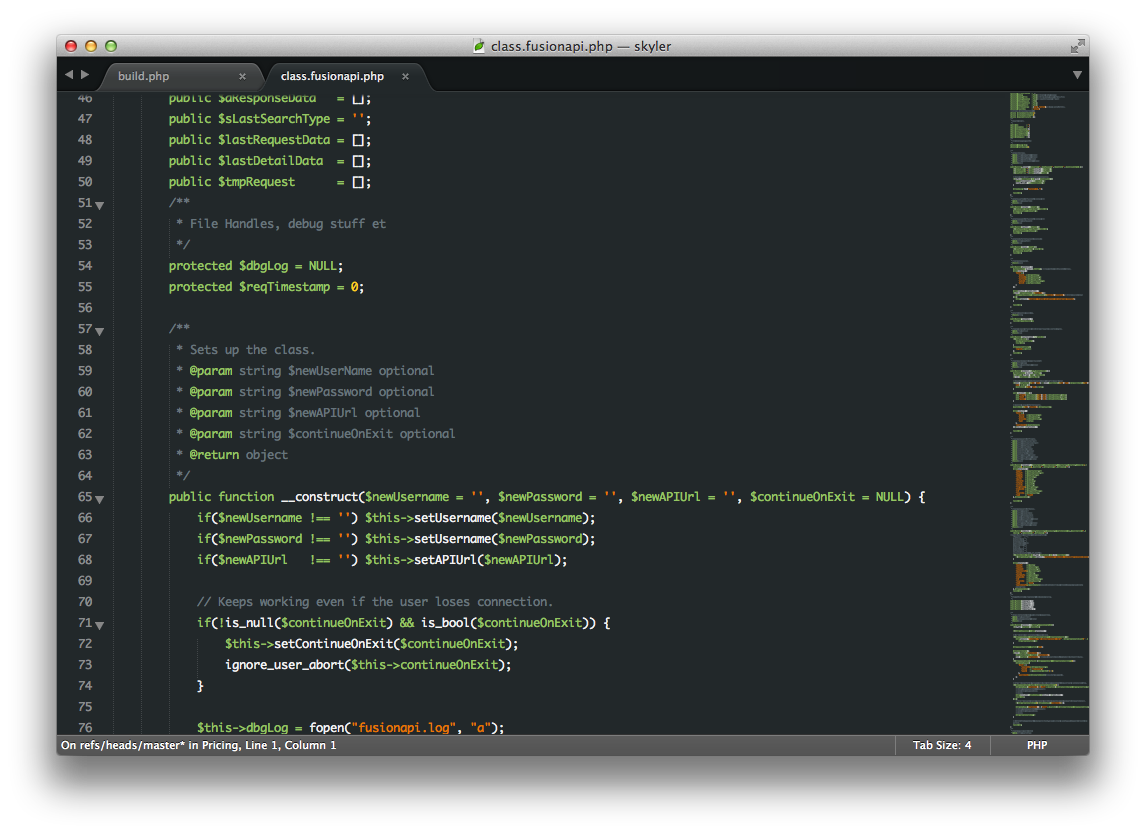 class.fusionapi.php — skyler
build.php × class.fusionapi.php ×
46 public $aResponseData = [];
47 public $sLastSearchType = '';
48 public $lastRequestData = [];
49 public $lastDetailData = [];
50 public $tmpRequest = [];
51 /**
52 * File Handles, debug stuff et
53 */
54 protected $dbgLog = NULL;
55 protected $reqTimestamp = 0;
56
57 /**
58 * Sets up the class.
59 * @param string $newUserName optional
60 * @param string $newPassword optional
61 * @param string $newAPIUrl optional
62 * @param string $continueOnExit optional
63 * @return object
64 */
65 public function __construct($newUsername = '', $newPassword = '', $newAPIUrl = '', $continueOnExit = NULL) {
66 if($newUsername !== '') $this->setUsername($newUsername);
67 if($newPassword !== '') $this->setUsername($newPassword);
68 if($newAPIUrl !== '') $this->setAPIUrl($newAPIUrl);
69
70 // Keeps working even if the user loses connection.
71 if(!is_null($continueOnExit) && is_bool($continueOnExit)) {
72 $this->setContinueOnExit($continueOnExit);
73 ignore_user_abort($this->continueOnExit);
74 }
75
76 $this->dbgLog = fopen("fusionapi.log", "a");
On refs/heads/master* in Pricing, Line 1, Column 1 Tab Size: 4 PHP